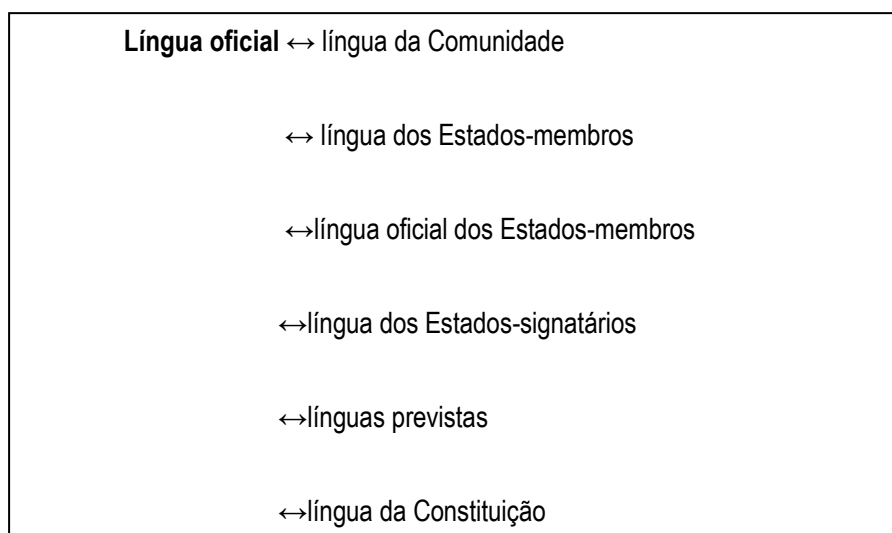 Língua oficial ↔ língua da Comunidade
↔ língua dos Estados-membros
↔língua oficial dos Estados-membros
↔língua dos Estados-signatários
↔línguas previstas
↔língua da Constituição